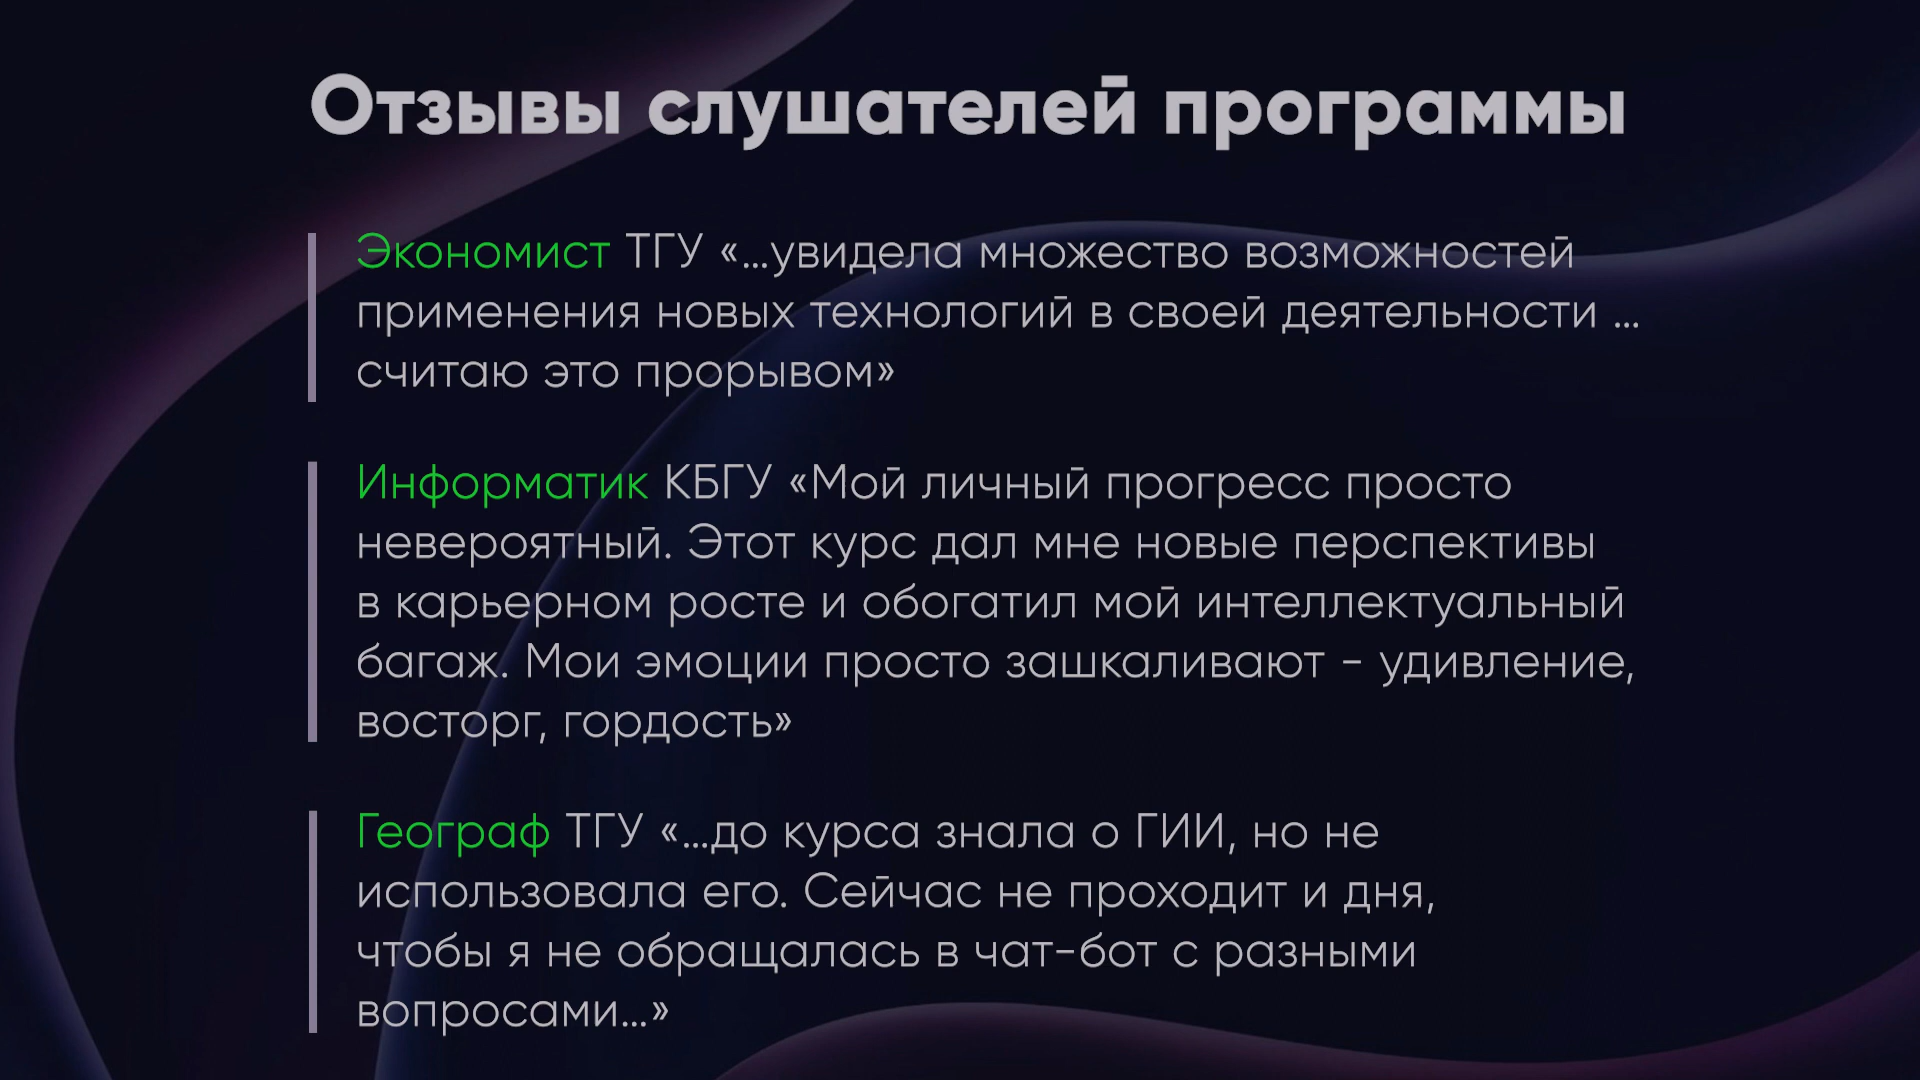 Отзывы слушателей программы
Экономист ТГУ «…увидела множество возможностей
применения новых технологий в своей деятельности …
считаю это прорывом»
Информатик КБГУ «Мой личный прогресс просто
невероятный. Этот курс дал мне новые перспективы
в карьерном росте и обогатил мой интеллектуальный
багаж. Мои эмоции просто зашкаливают - удивление,
восторг, гордость»
Географ ТГУ «…до курса знала о ГИИ, но не
использовала его. Сейчас не проходит и дня,
чтобы я не обращалась в чат-бот с разными
вопросами…»